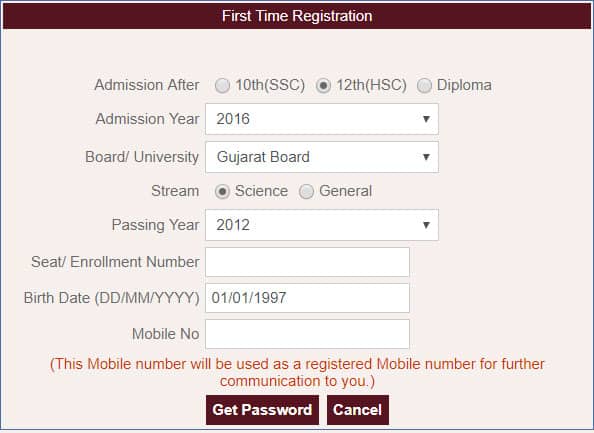 First Time Registration
Admission After 10th(SSC) 12th(HSC) Diploma
Admission Year 2016
Board/ University Gujarat Board
Stream Science General
Passing Year 2012
Seat/ Enrollment Number
Birth Date (DD/MM/YYYY) 01/01/1997
Mobile No
(This Mobile number will be used as a registered Mobile number for further
communication to you.)
Get Password Cancel